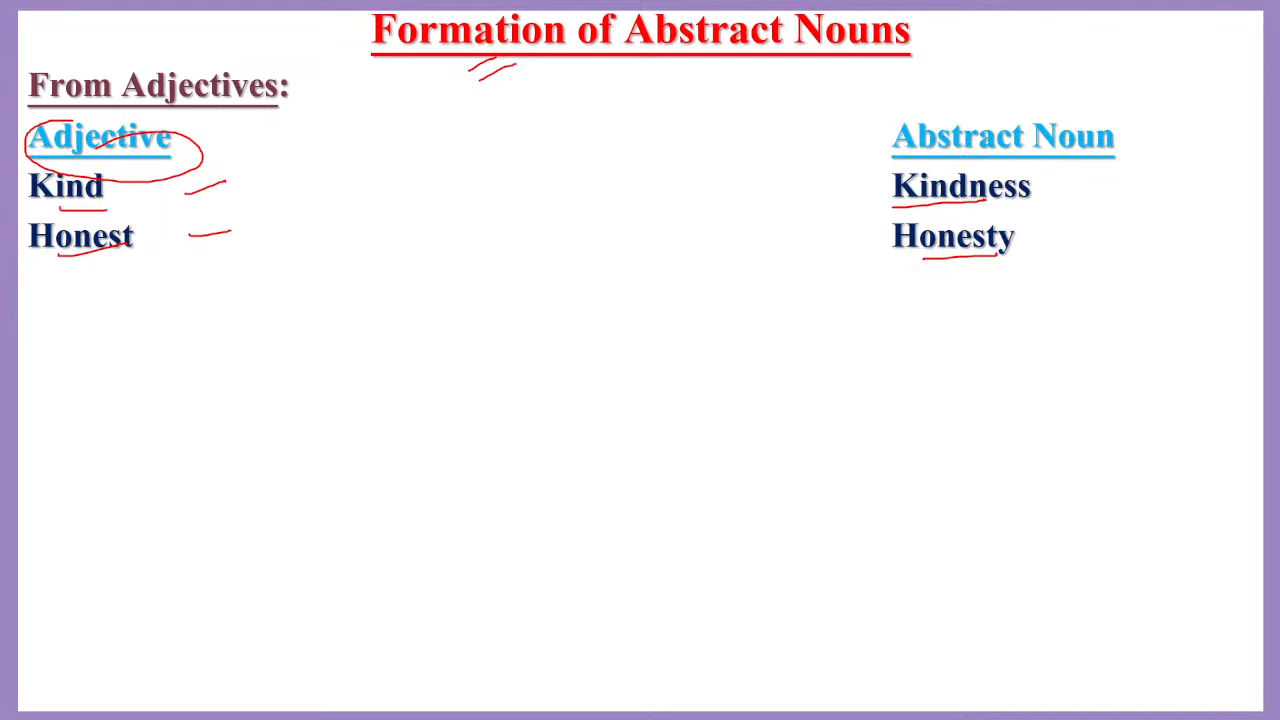 Formation of Abstract Nouns
From Adjectives:
Adjective Abstract Noun
Kind Kindness
Honest Honesty